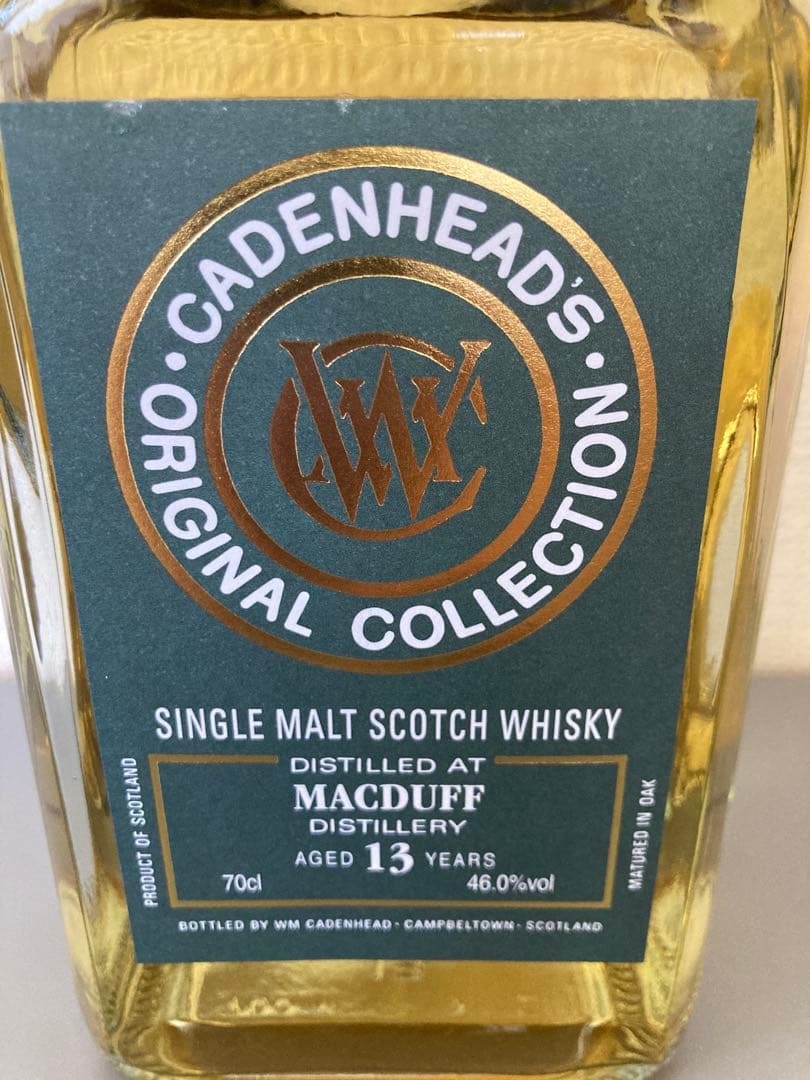 CADENHEAD'S
ORIGINAL COLLECTION
WC
SINGLE MALT SCOTCH WHISKY
DISTILLED AT
MACDUFF
DISTILLERY
AGED 13 YEARS
70cl 46.0%vol
PRODUCT OF SCOTLAND
MATURED IN OAK
BOTTLED BY WM CADENHEAD · CAMPBELTOWN · SCOTLAND